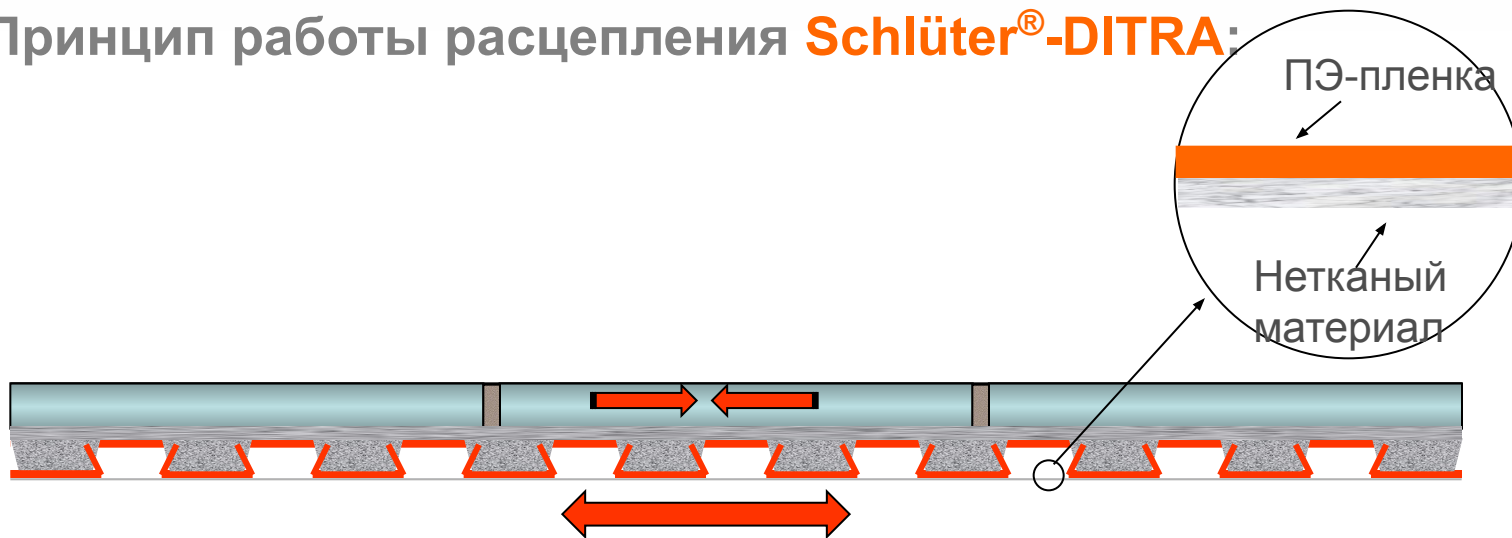 Принцип работы расцепления Schlüter®-DITRA:
ПЭ-пленка
Нетканый
материал